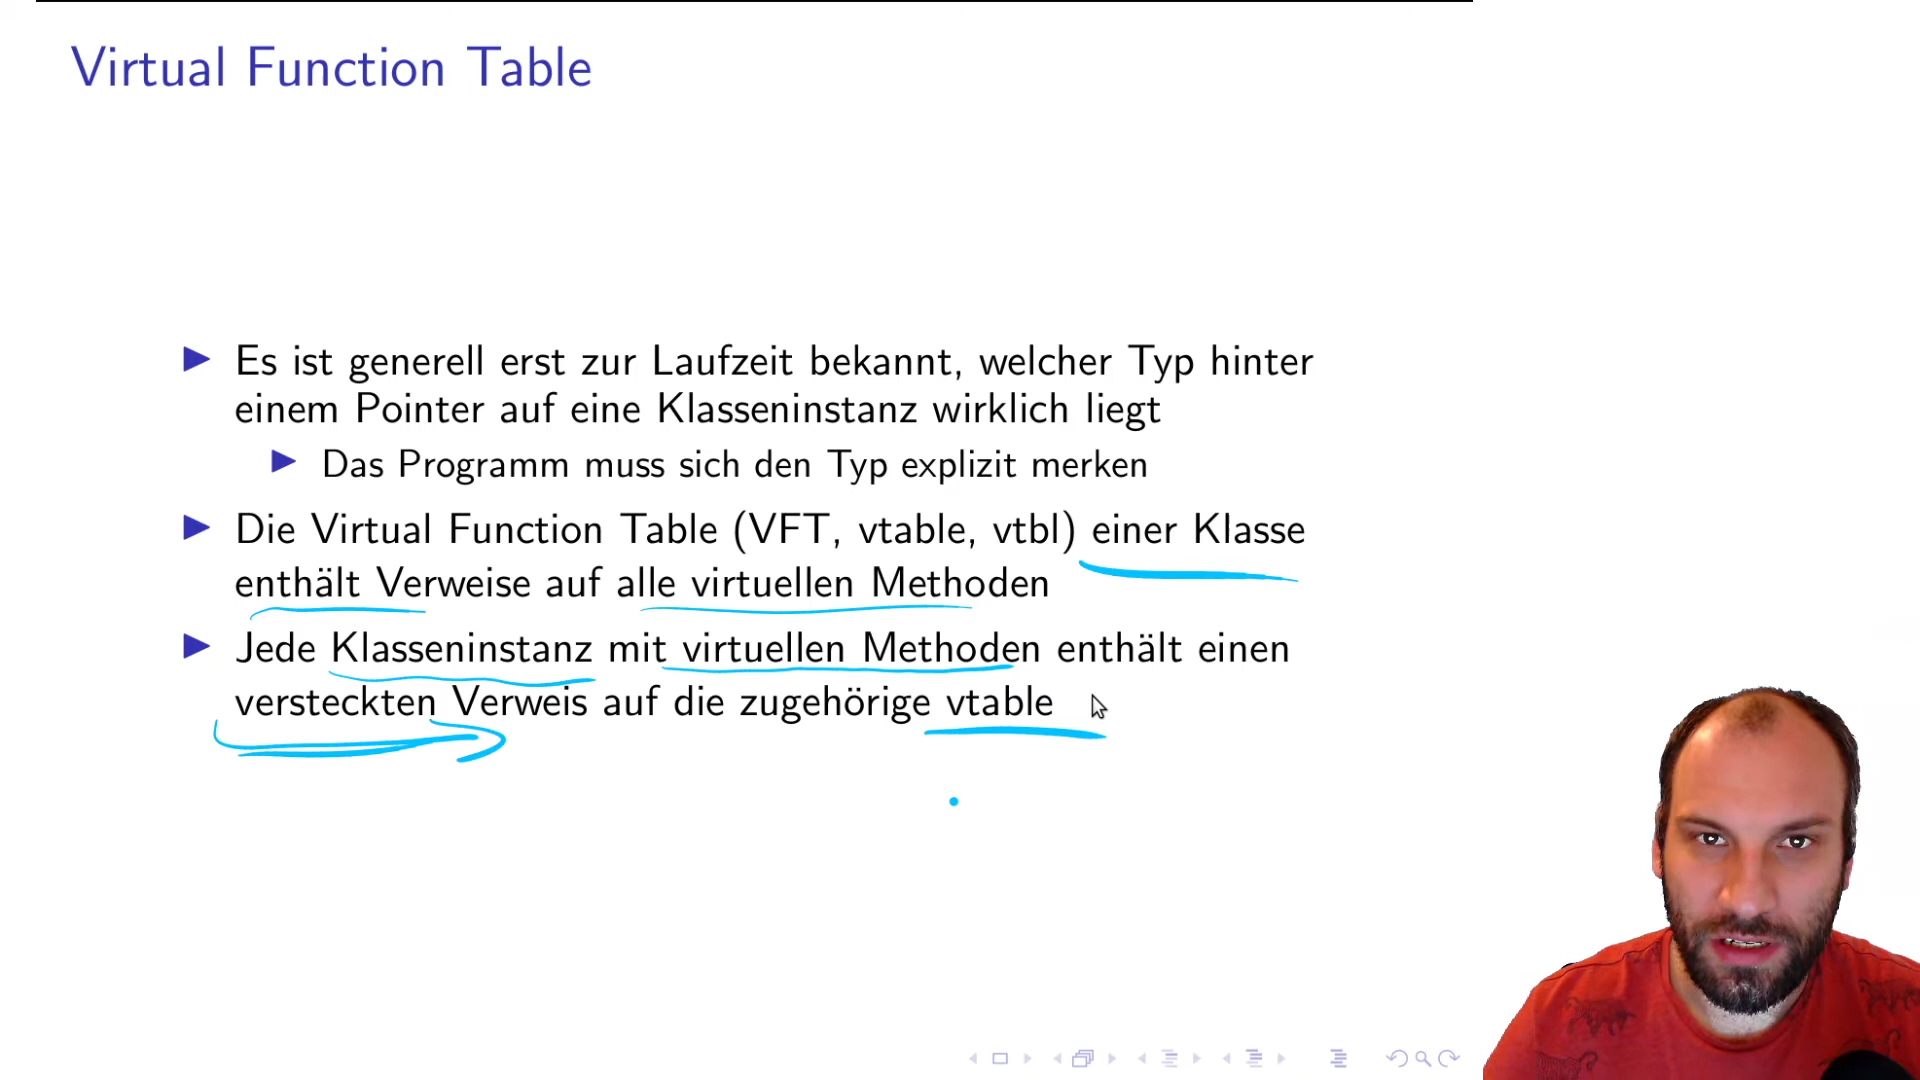 Virtual Function Table
Es ist generell erst zur Laufzeit bekannt, welcher Typ hinter
einem Pointer auf eine Klasseninstanz wirklich liegt
Das Programm muss sich den Typ explizit merken
Die Virtual Function Table (VFT, vtable, vtbl) einer Klasse
enthält Verweise auf alle virtuellen Methoden
Jede Klasseninstanz mit virtuellen Methoden enthält einen
versteckten Verweis auf die zugehörige vtable